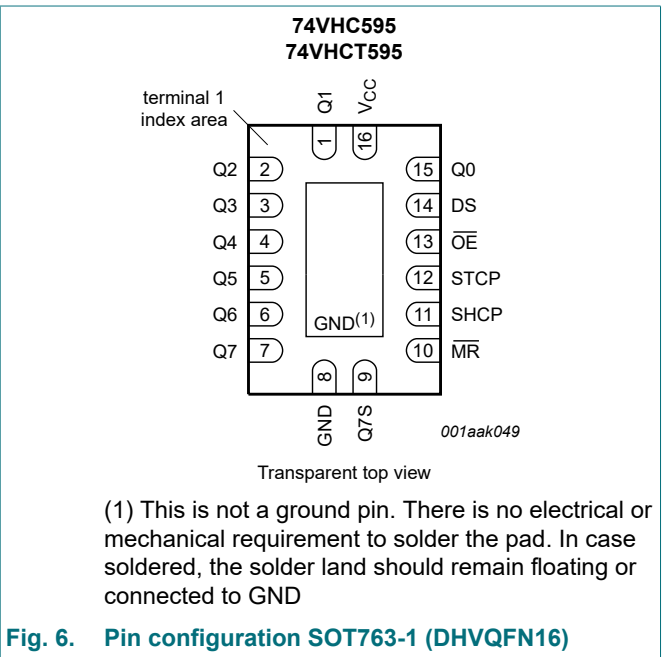 74VHC595
74VHCT595
terminal 1
index area
Q1
VCC
1
16
Q2 2 15 Q0
Q3 3 14 DS
Q4 4 13 O̅E̅
Q5 5 12 STCP
Q6 6 11 SHCP
GND(1)
Q7 7 10 M̅R̅
8
9
GND
Q7S
001aak049
Transparent top view
(1) This is not a ground pin. There is no electrical or
mechanical requirement to solder the pad. In case
soldered, the solder land should remain floating or
connected to GND
Fig. 6. Pin configuration SOT763-1 (DHVQFN16)